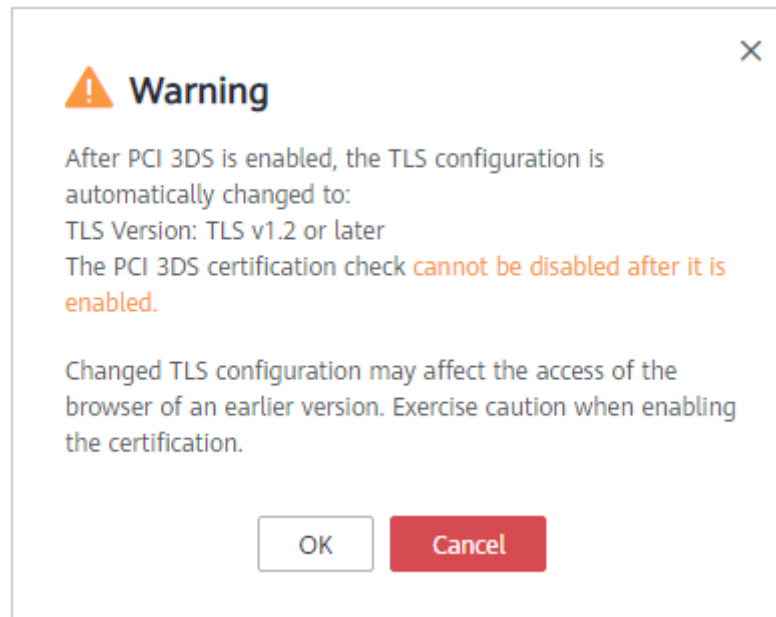 Warning
After PCI 3DS is enabled, the TLS configuration is
automatically changed to:
TLS Version: TLS v1.2 or later
The PCI 3DS certification check cannot be disabled after it is
enabled.
Changed TLS configuration may affect the access of the
browser of an earlier version. Exercise caution when enabling
the certification.
OK
Cancel